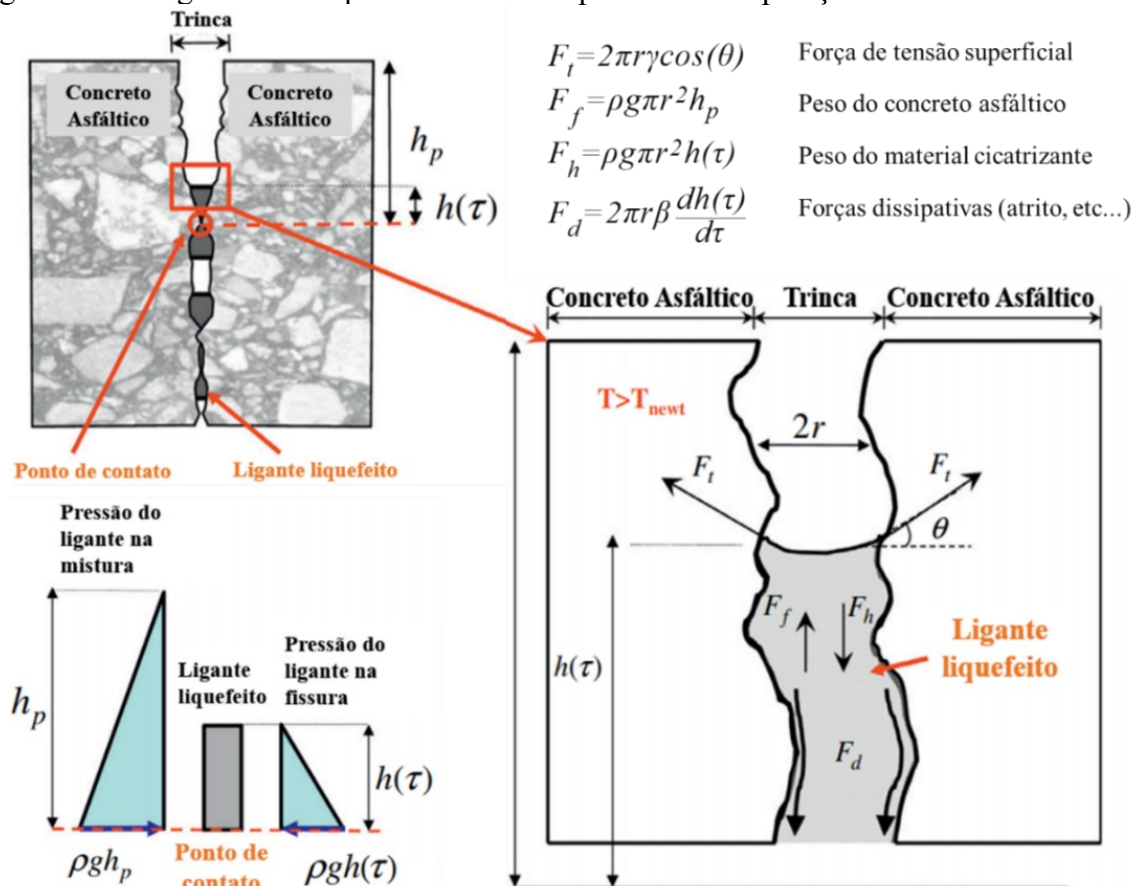 Trinca
Concreto
Asfáltico
Concreto
Asfáltico
h_p
h(τ)
Ponto de contato
Ligante liquefeito
F_t=2πrγcos(θ) Força de tensão superficial
F_f=ρgπr²h_p Peso do concreto asfáltico
F_h=ρgπr²h(τ) Peso do material cicatrizante
F_d=2πrβ dh(τ)/dτ Forças dissipativas (atrito, etc...)
Concreto Asfáltico Trinca Concreto Asfáltico
T>T_newt
2r
F_t
F_t
θ
F_f
F_h
Ligante
liquefeito
h(τ)
F_d
Pressão do
ligante na
mistura
Ligante
liquefeito
Pressão do
ligante na
fissura
h_p
h(τ)
ρgh_p
Ponto de
contato
ρgh(τ)